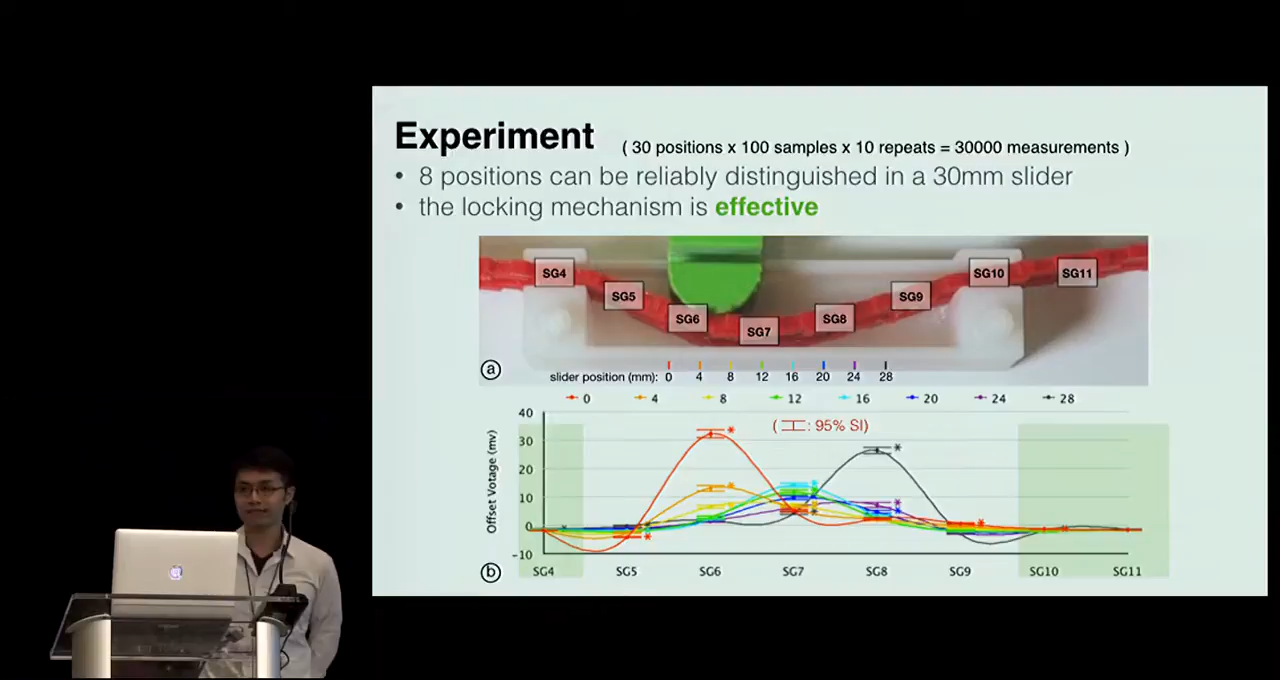 Experiment ( 30 positions x 100 samples x 10 repeats = 30000 measurements )
• 8 positions can be reliably distinguished in a 30mm slider
• the locking mechanism is effective
SG4 SG5 SG6 SG7 SG8 SG9 SG10 SG11
a
slider position (mm): 0 4 8 12 16 20 24 28
0 4 8 12 16 20 24 28
( : 95% SI)
Offset Votage (mv)
40
30
20
10
0
-10
b
SG4 SG5 SG6 SG7 SG8 SG9 SG10 SG11